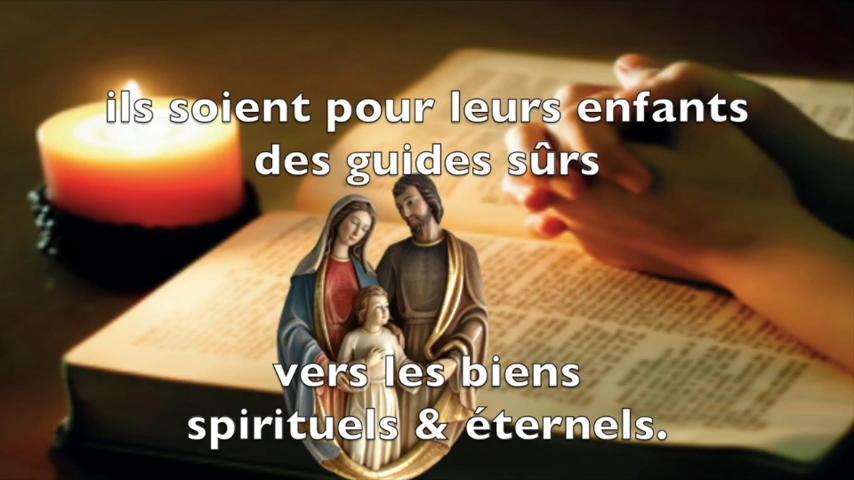 ils soient pour leurs enfants
des guides sûrs
vers les biens
spirituels & éternels.